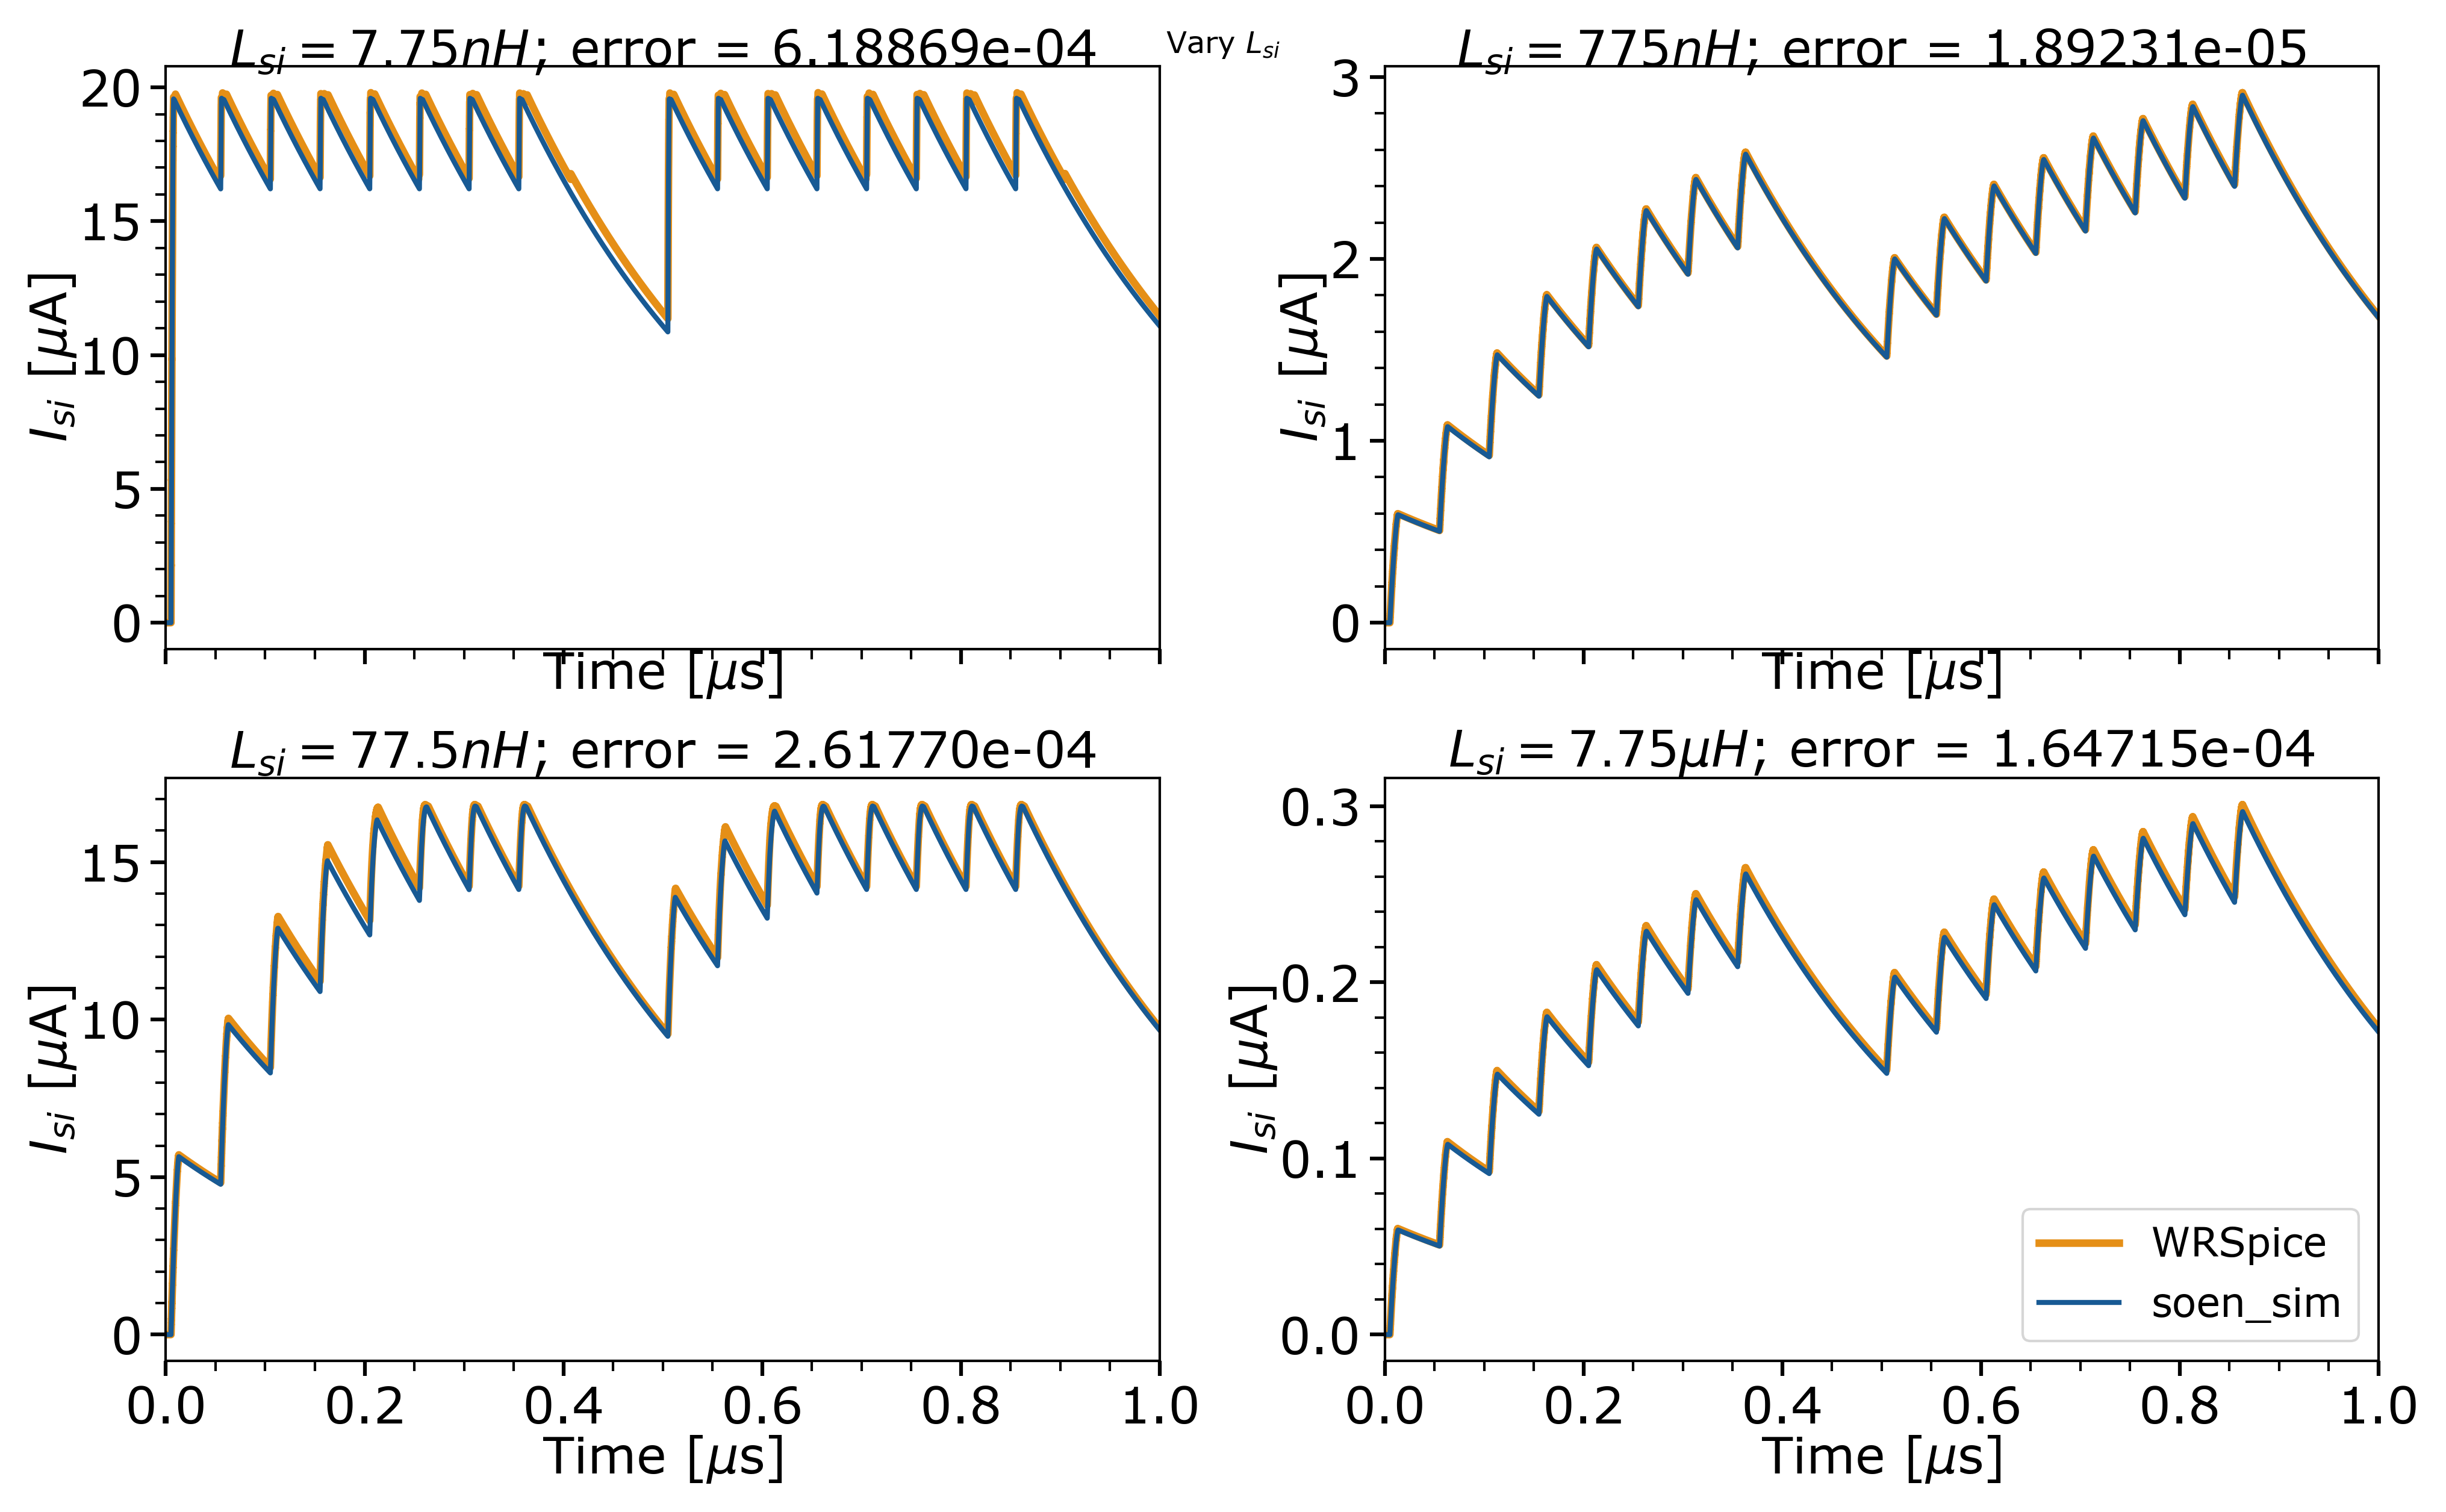 Vary L_si
L_si = 7.75nH; error = 6.18869e-04
20
15
10
5
0
I_si [μA]
Time [μs]
L_si = 775nH; error = 1.89231e-05
3
2
1
0
I_si [μA]
Time [μs]
L_si = 77.5nH; error = 2.61770e-04
15
10
5
0
I_si [μA]
0.0 0.2 0.4 0.6 0.8 1.0
Time [μs]
L_si = 7.75μH; error = 1.64715e-04
0.3
0.2
0.1
0.0
I_si [μA]
WRSpice
soen_sim
0.0 0.2 0.4 0.6 0.8 1.0
Time [μs]